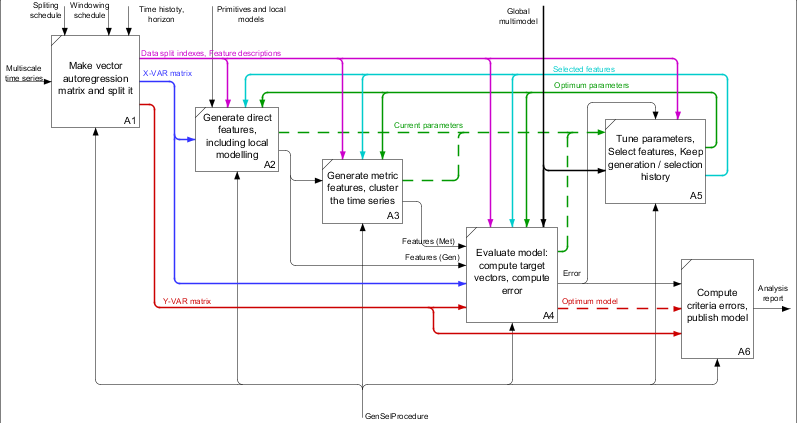 Spliting
schedule
Windowing
schedule
Time histoty,
horizon
Primitives and local
models
Global
multimodel
Multiscale
time series
Make vector
autoregression
matrix and split it
A1
Data split indexes, Feature descriptions
X-VAR matrix
Selected features
Optimum parameters
Generate direct
features,
including local
modelling
A2
Current parameters
Tune parameters,
Select features, Keep
generation / selection
history
A5
Generate metric
features, cluster
the time series
A3
Features (Met)
Features (Gen)
Evaluate model:
compute target
vectors, compute
error
A4
Error
Y-VAR matrix
Optimum model
Compute
criteria errors,
publish model
A6
Analysis
report
GenSelProcedure